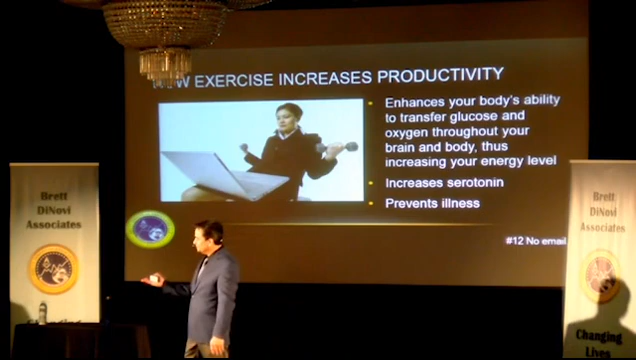 EXERCISE INCREASES PRODUCTIVITY
Enhances your body's ability
to transfer glucose and
oxygen throughout your
brain and body, thus
increasing your energy level
Increases serotonin
Prevents illness
#12 No email
Brett
DiNovi
Associates
Changing
Brett
DiNovi
Associates
Changing
Lives